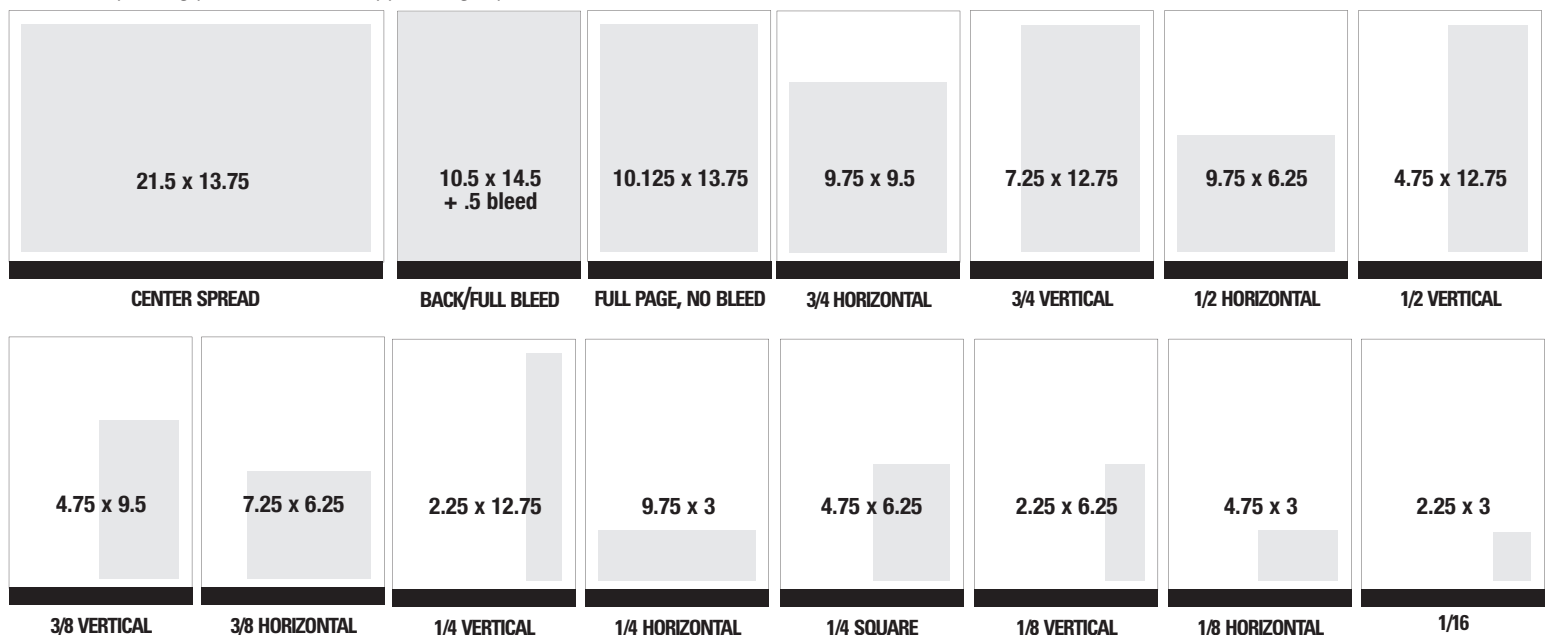 21.5 x 13.75
10.5 x 14.5
+ .5 bleed
10.125 x 13.75
9.75 x 9.5
7.25 x 12.75
9.75 x 6.25
4.75 x 12.75
CENTER SPREAD
BACK/FULL BLEED
FULL PAGE, NO BLEED
3/4 HORIZONTAL
3/4 VERTICAL
1/2 HORIZONTAL
1/2 VERTICAL
4.75 x 9.5
7.25 x 6.25
2.25 x 12.75
9.75 x 3
4.75 x 6.25
2.25 x 6.25
4.75 x 3
2.25 x 3
3/8 VERTICAL
3/8 HORIZONTAL
1/4 VERTICAL
1/4 HORIZONTAL
1/4 SQUARE
1/8 VERTICAL
1/8 HORIZONTAL
1/16